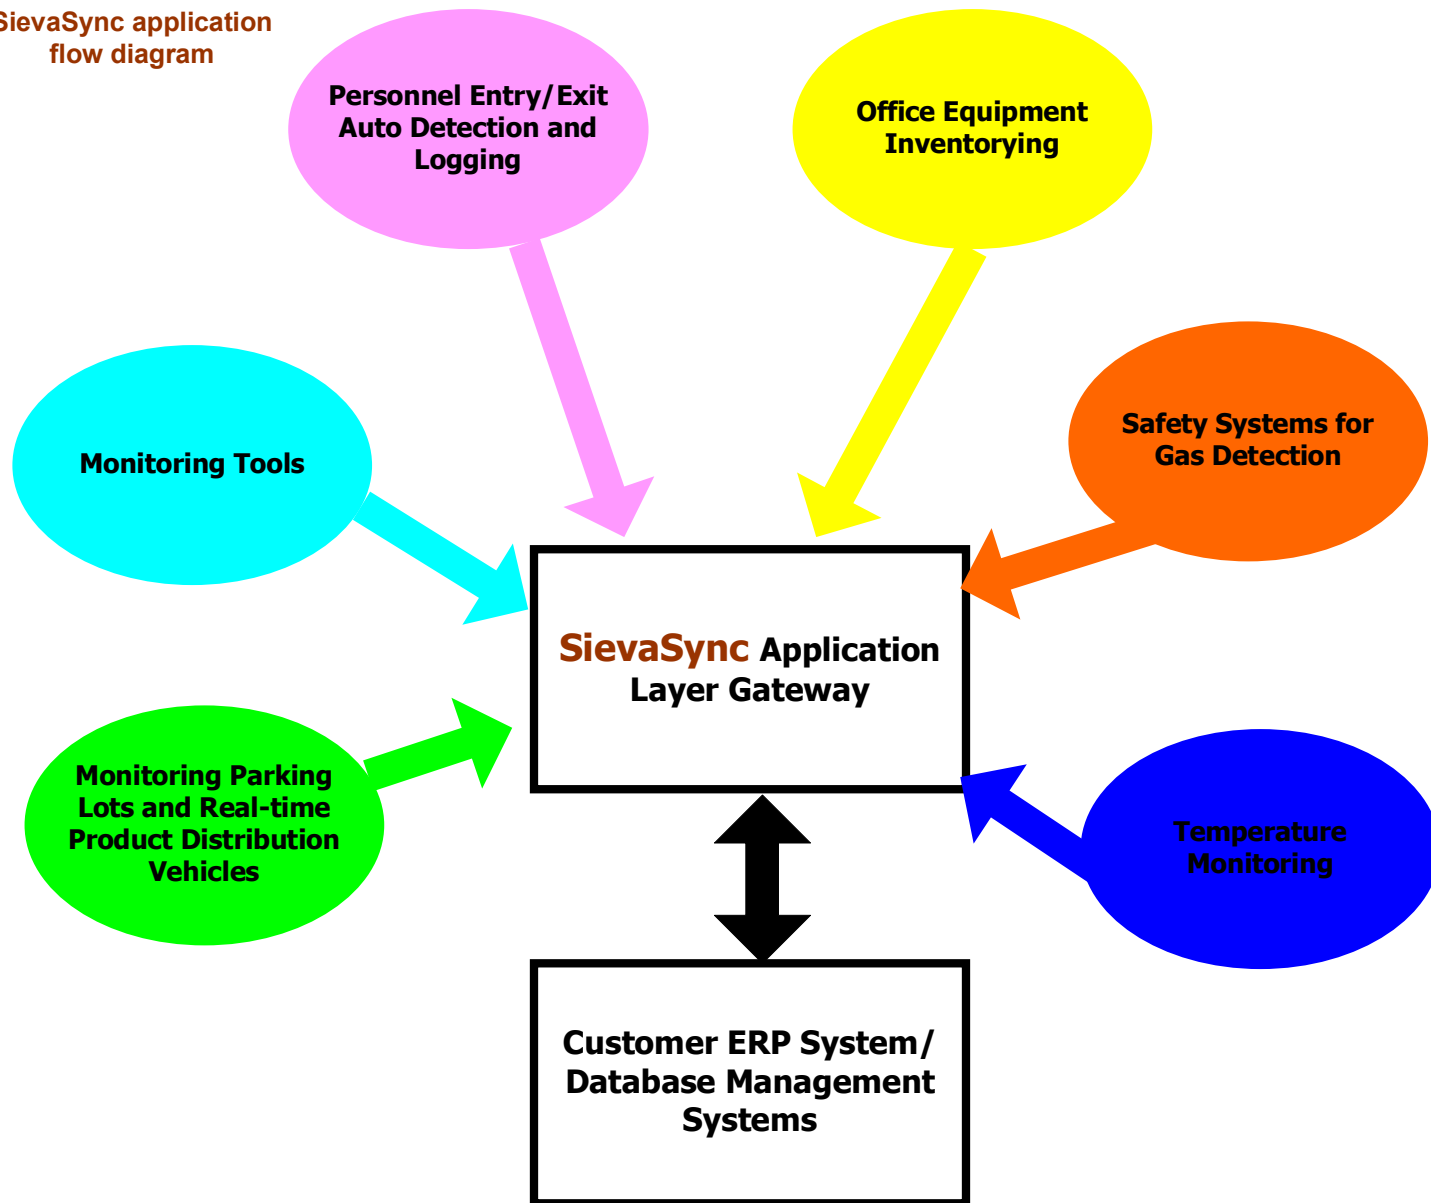 SievaSync application
flow diagram
Personnel Entry/Exit
Auto Detection and
Logging
Office Equipment
Inventorying
Monitoring Tools
Safety Systems for
Gas Detection
SievaSync Application
Layer Gateway
Monitoring Parking
Lots and Real-time
Product Distribution
Vehicles
Temperature
Monitoring
Customer ERP System/
Database Management
Systems